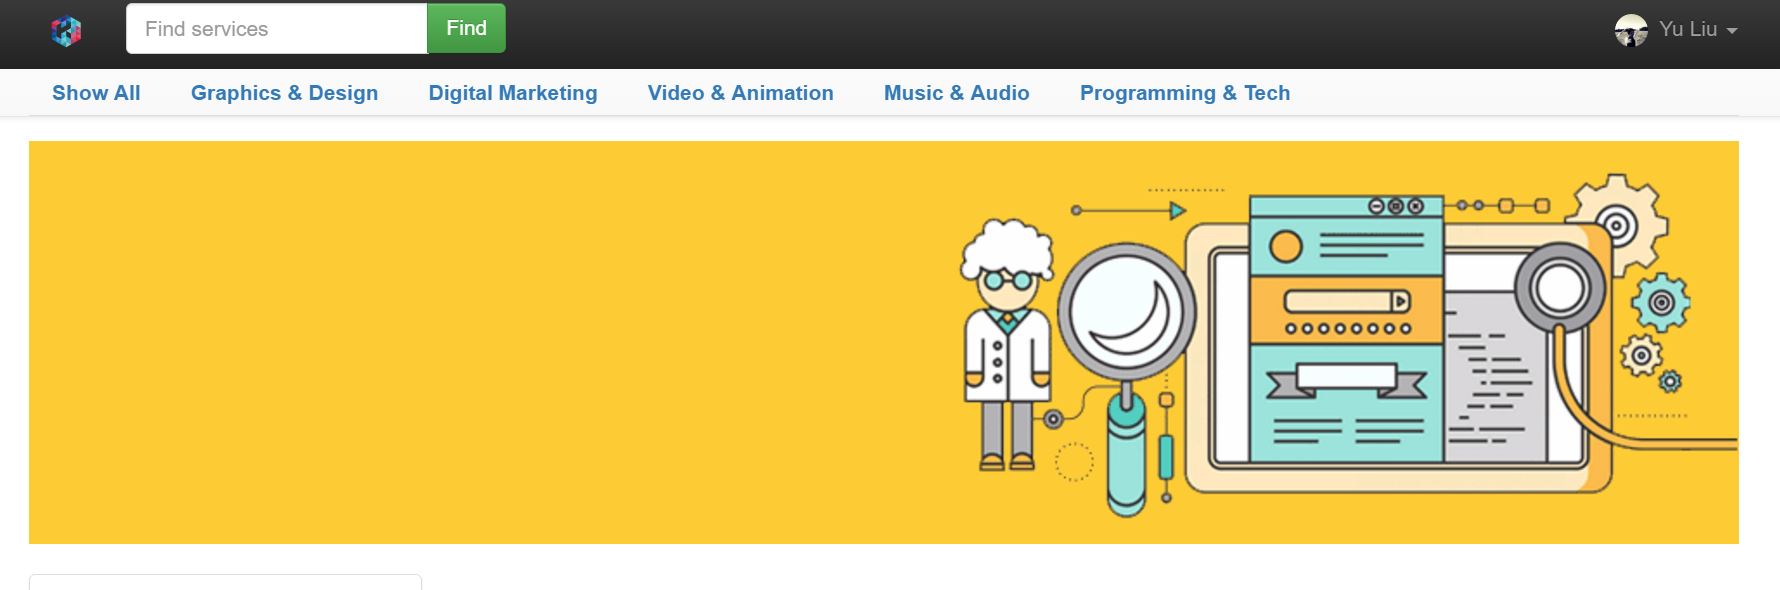 Find services
Find
Yu Liu
Show All
Graphics & Design
Digital Marketing
Video & Animation
Music & Audio
Programming & Tech